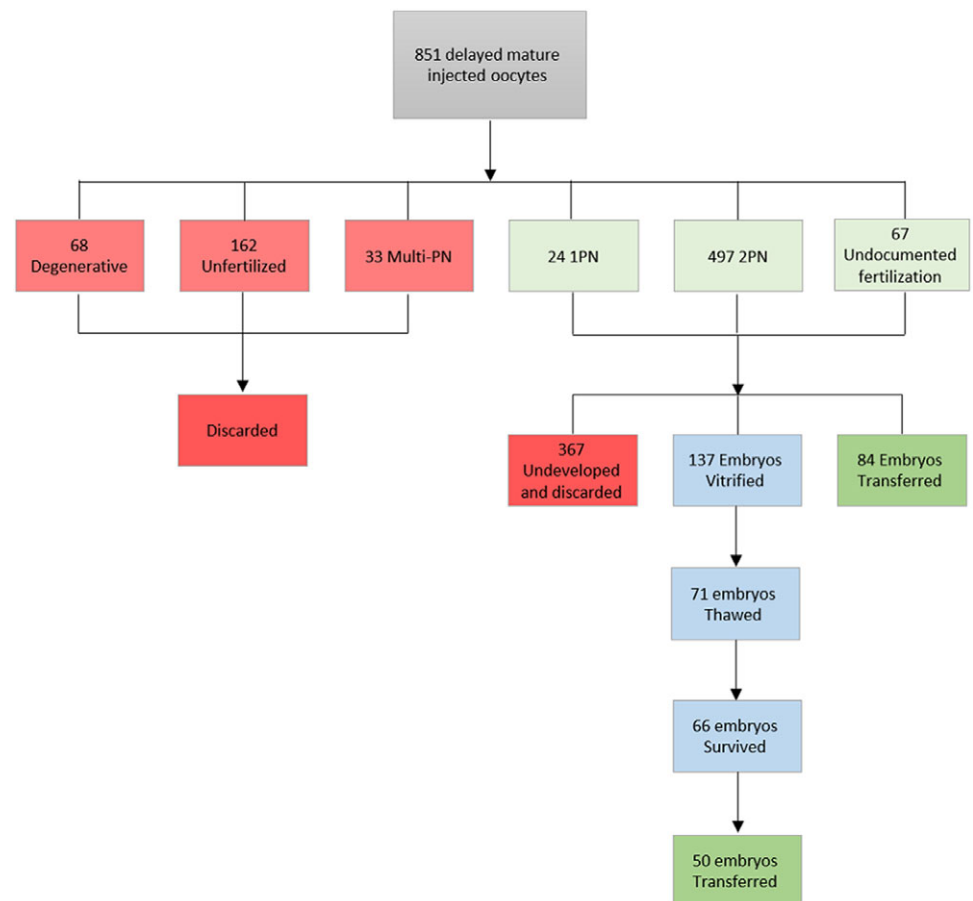 851 delayed mature
injected oocytes
68
Degenerative
162
Unfertilized
33 Multi-PN
24 1PN
497 2PN
67
Undocumented
fertilization
Discarded
367
Undeveloped
and discarded
137 Embryos
Vitrified
84 Embryos
Transferred
71 embryos
Thawed
66 embryos
Survived
50 embryos
Transferred